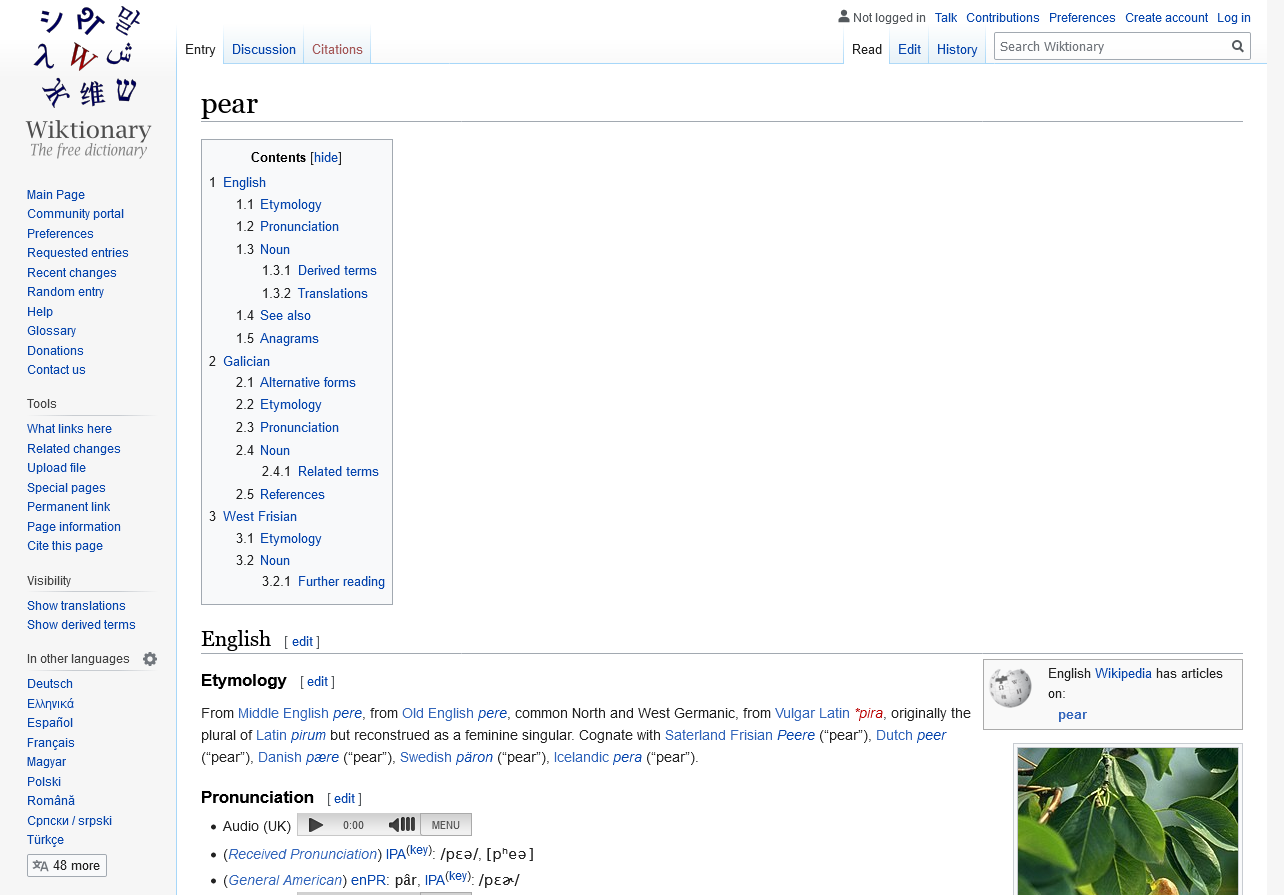 Not logged in Talk Contributions Preferences Create account Log in
Entry Discussion Citations Read Edit History Search Wiktionary
シ 알
λ W ش
维 ש
Wiktionary
The free dictionary
Main Page
Community portal
Preferences
Requested entries
Recent changes
Random entry
Help
Glossary
Donations
Contact us
Tools
What links here
Related changes
Upload file
Special pages
Permanent link
Page information
Cite this page
Visibility
Show translations
Show derived terms
In other languages
Deutsch
Ελληνικά
Español
Français
Magyar
Polski
Română
Српски / srpski
Türkçe
48 more
pear
Contents [hide]
1 English
1.1 Etymology
1.2 Pronunciation
1.3 Noun
1.3.1 Derived terms
1.3.2 Translations
1.4 See also
1.5 Anagrams
2 Galician
2.1 Alternative forms
2.2 Etymology
2.3 Pronunciation
2.4 Noun
2.4.1 Related terms
2.5 References
3 West Frisian
3.1 Etymology
3.2 Noun
3.2.1 Further reading
English [ edit ]
Etymology [ edit ]
From Middle English pere, from Old English pere, common North and West Germanic, from Vulgar Latin *pira, originally the
plural of Latin pirum but reconstrued as a feminine singular. Cognate with Saterland Frisian Peere (“pear”), Dutch peer
(“pear”), Danish pære (“pear”), Swedish päron (“pear”), Icelandic pera (“pear”).
English Wikipedia has articles
on:
pear
Pronunciation [ edit ]
• Audio (UK) 0:00 MENU
• (Received Pronunciation) IPA(key): /pɛə/, [pʰeə]
• (General American) enPR: pâr, IPA(key): /pɛɚ/